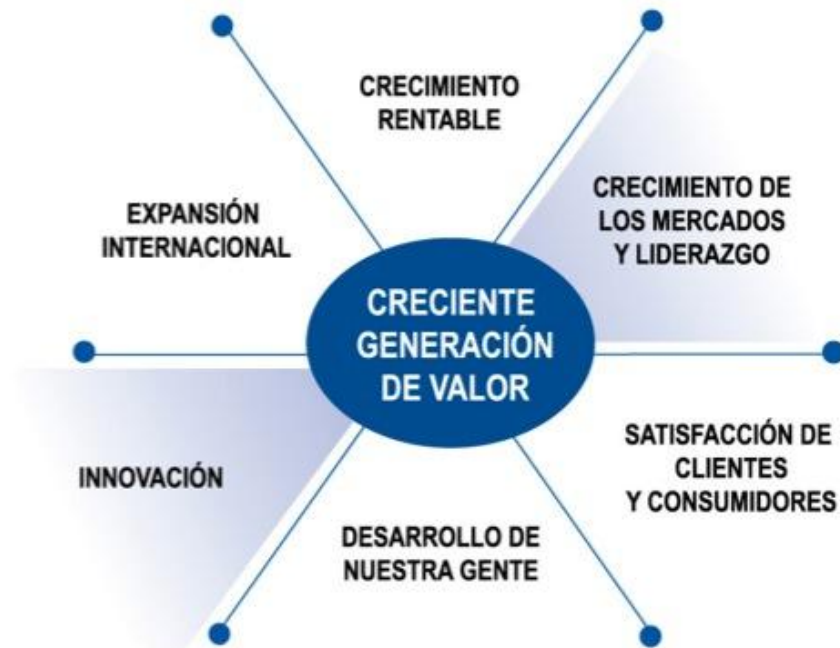 CRECIMIENTO
RENTABLE
CRECIMIENTO DE
LOS MERCADOS
Y LIDERAZGO
EXPANSIÓN
INTERNACIONAL
CRECIENTE
GENERACIÓN
DE VALOR
SATISFACCIÓN DE
CLIENTES
Y CONSUMIDORES
INNOVACIÓN
DESARROLLO DE
NUESTRA GENTE